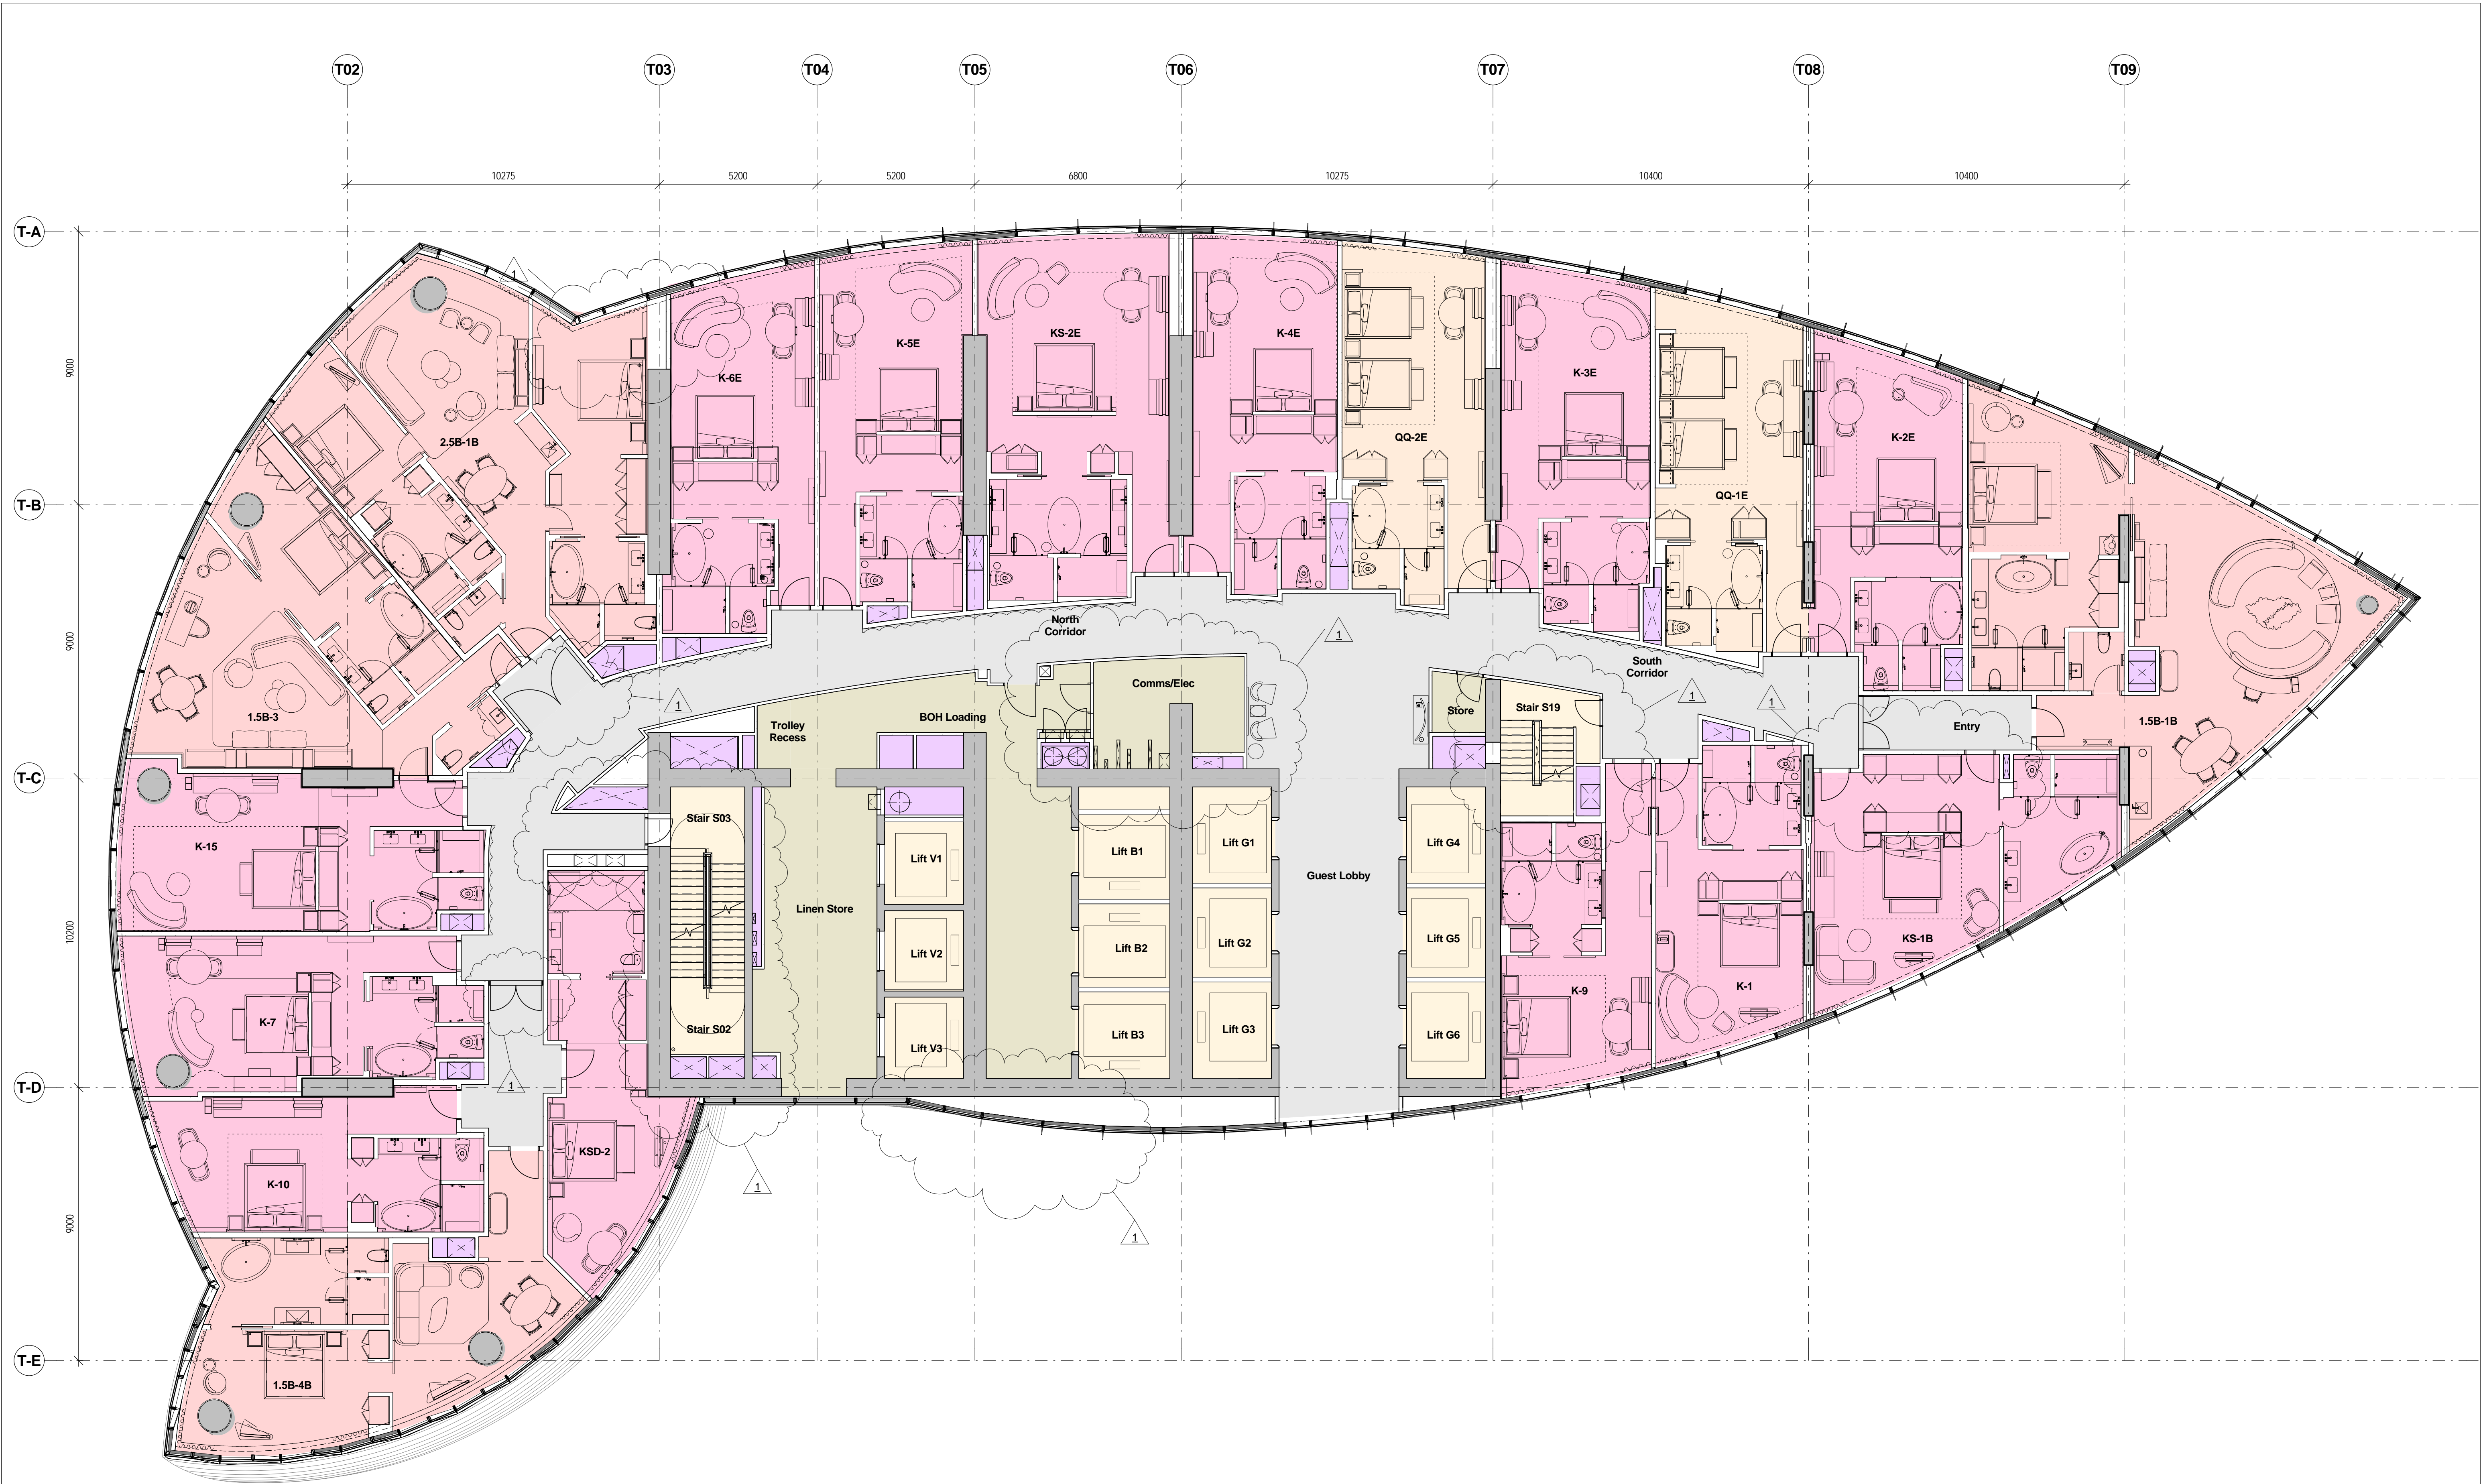 T02
T03
T04
T05
T06
T07
T08
T09
10275
5200
5200
6800
10275
10400
10400
T-A
1
9000
K-6E
K-5E
KS-2E
K-4E
K-3E
2.5B-1B
QQ-2E
K-2E
QQ-1E
T-B
9000
North
Corridor
1
South
Corridor
Comms/Elec
1
1
1
1.5B-3
Trolley
Recess
BOH Loading
Store
Stair S19
Entry
1.5B-1B
T-C
10200
K-15
Stair S03
Lift V1
Lift B1
Lift G1
Lift G4
Guest Lobby
Linen Store
Lift V2
Lift B2
Lift G2
Lift G5
KS-1B
K-7
K-9
K-1
Stair S02
Lift V3
Lift B3
Lift G3
Lift G6
T-D
1
9000
K-10
KSD-2
1
1
T-E
1.5B-4B